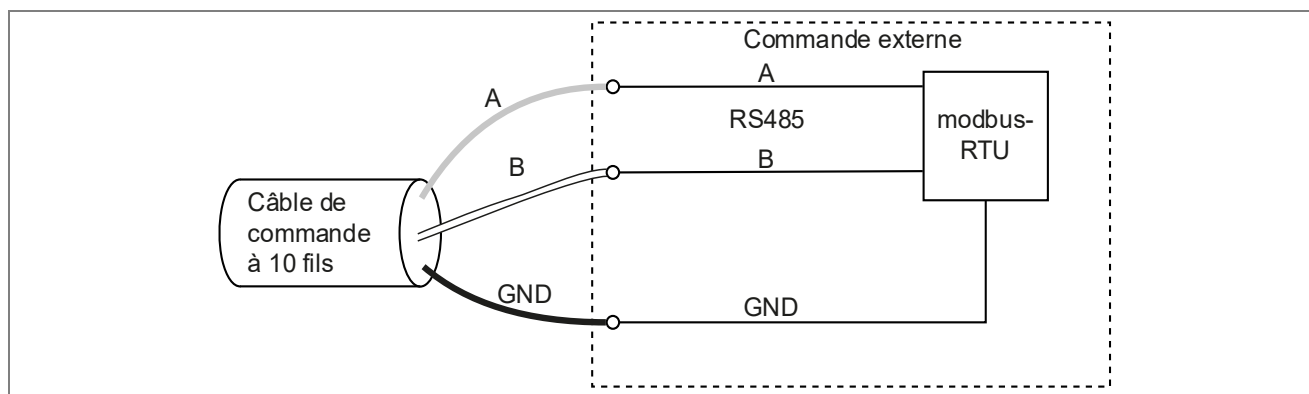 Commande externe
A
A
RS485
modbus-
RTU
B
B
Câble de
commande
à 10 fils
GND
GND